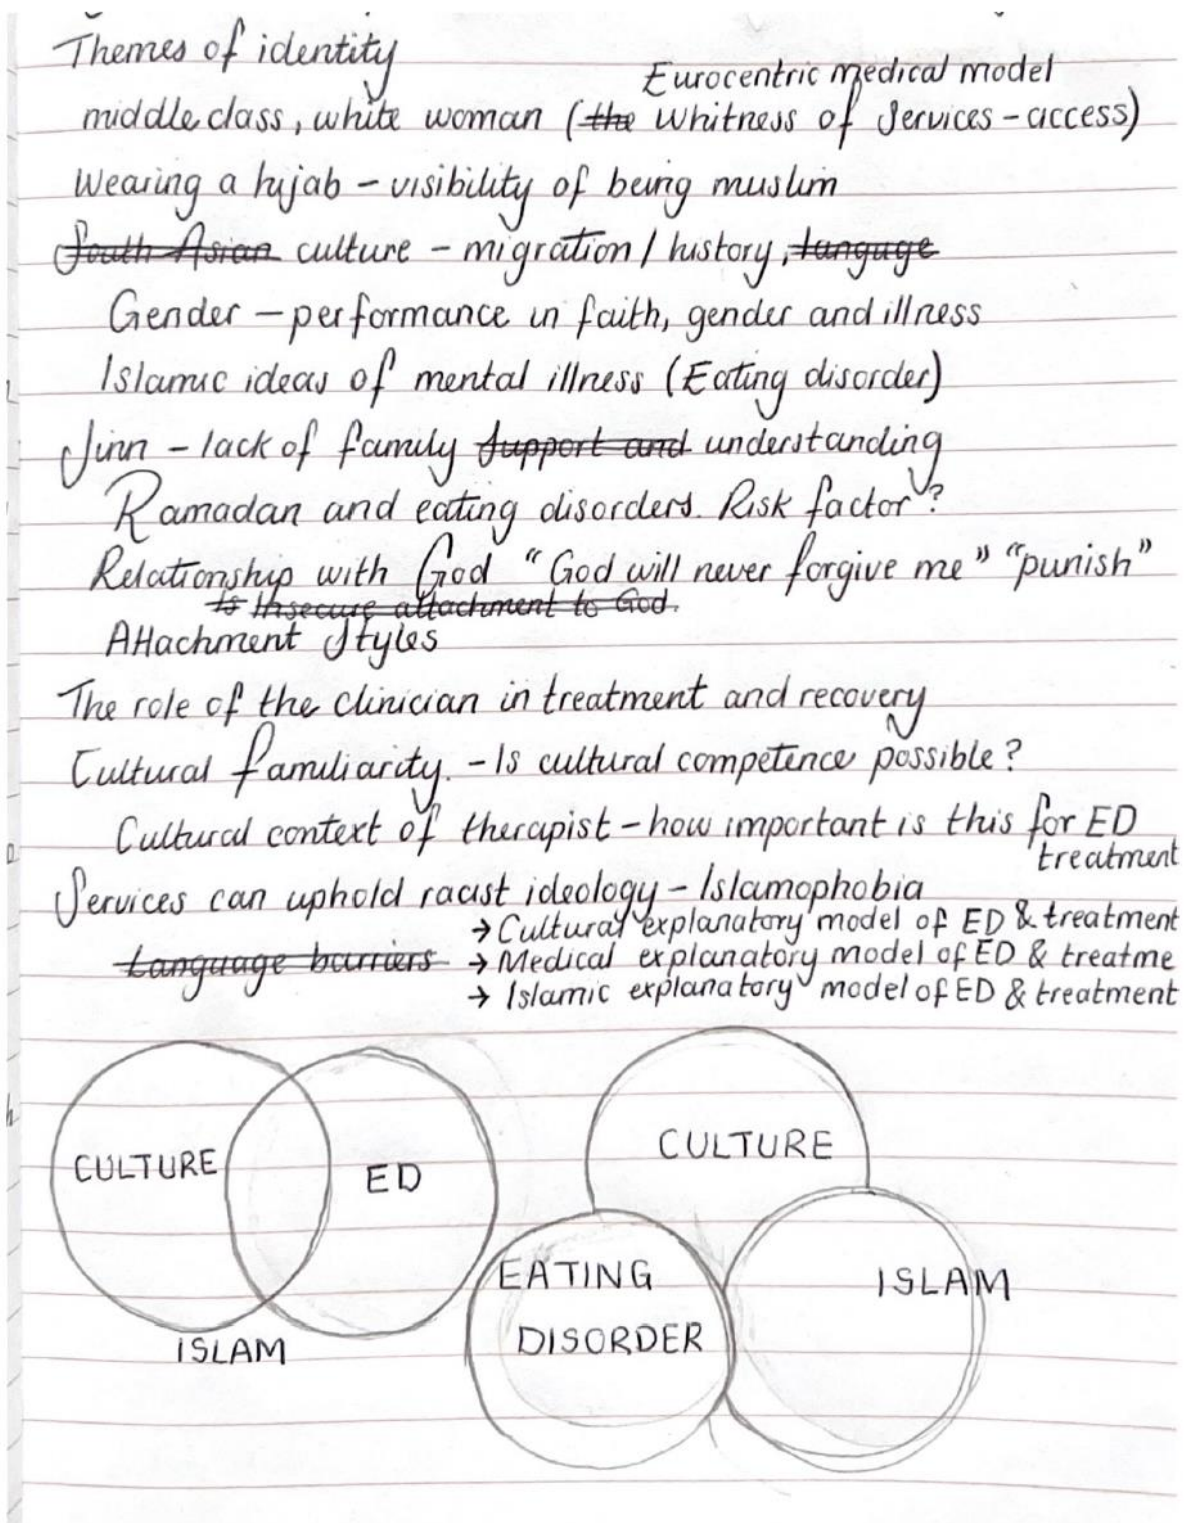 Themes of identity
Eurocentric medical model
middle class, white woman (the Whitness of Services - access)
Wearing a hijab - visibility of being muslim
South Asian culture - migration / history, language
Gender - performance in faith, gender and illness
Islamic ideas of mental illness (Eating disorder)
Jinn - lack of family support and understanding
Ramadan and eating disorders. Risk factor?
Relationship with God "God will never forgive me" "punish"
Is Insecure attachment to God.
Attachment Styles
The role of the clinician in treatment and recovery
Cultural familiarity. - Is cultural competence possible?
Cultural context of therapist - how important is this for ED
treatment
Services can uphold racist ideology - Islamophobia
→ Cultural explanatory model of ED & treatment
Language barriers → Medical explanatory model of ED & treatme
→ Islamic explanatory model of ED & treatment
CULTURE
ED
ISLAM
CULTURE
EATING
DISORDER
ISLAM